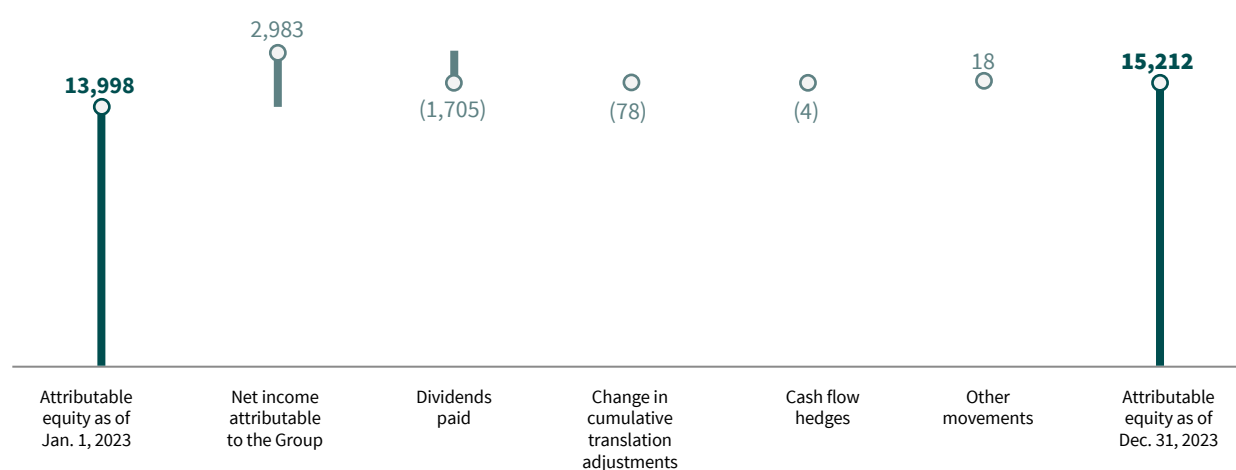 2,983
13,998
(1,705)
(78)
(4)
18
15,212
Attributable
equity as of
Jan. 1, 2023
Net income
attributable
to the Group
Dividends
paid
Change in
cumulative
translation
adjustments
Cash flow
hedges
Other
movements
Attributable
equity as of
Dec. 31, 2023